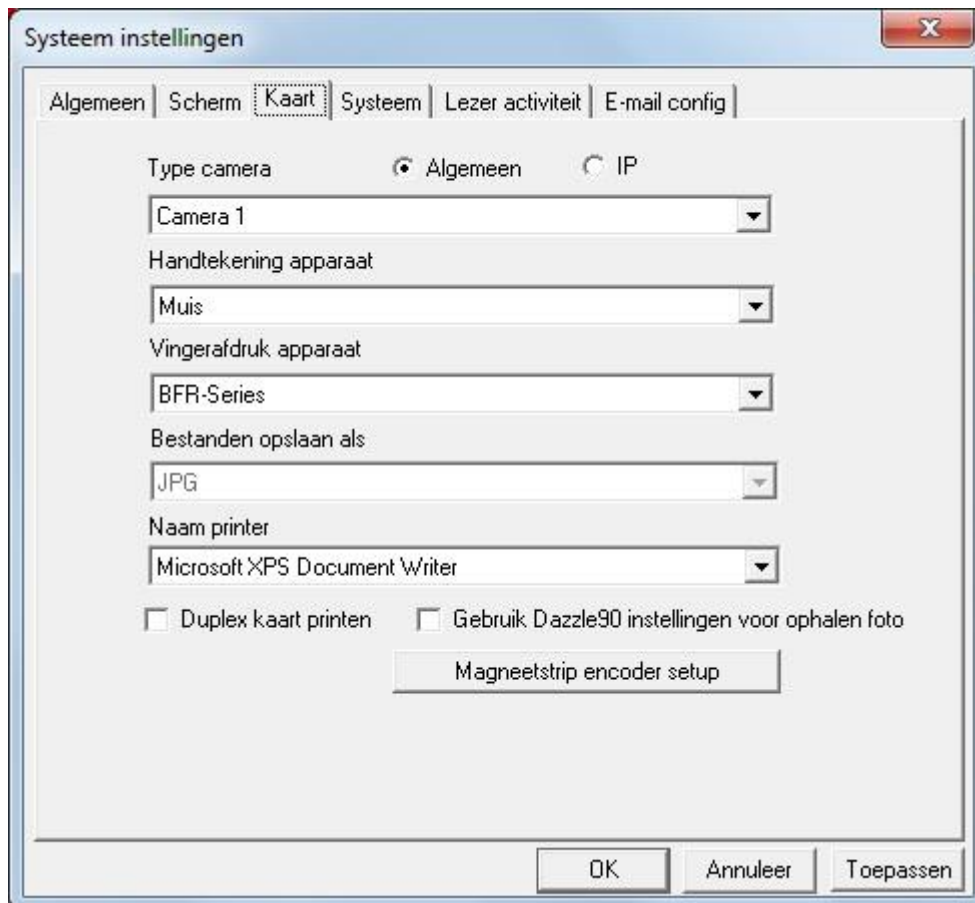 Systeem instellingen
Algemeen Scherm Kaart Systeem Lezer activiteit E-mail config
Type camera Algemeen IP
Camera 1
Handtekening apparaat
Muis
Vingerafdruk apparaat
BFR-Series
Bestanden opslaan als
JPG
Naam printer
Microsoft XPS Document Writer
Duplex kaart printen Gebruik Dazzle90 instellingen voor ophalen foto
Magneetstrip encoder setup
OK Annuleer Toepassen